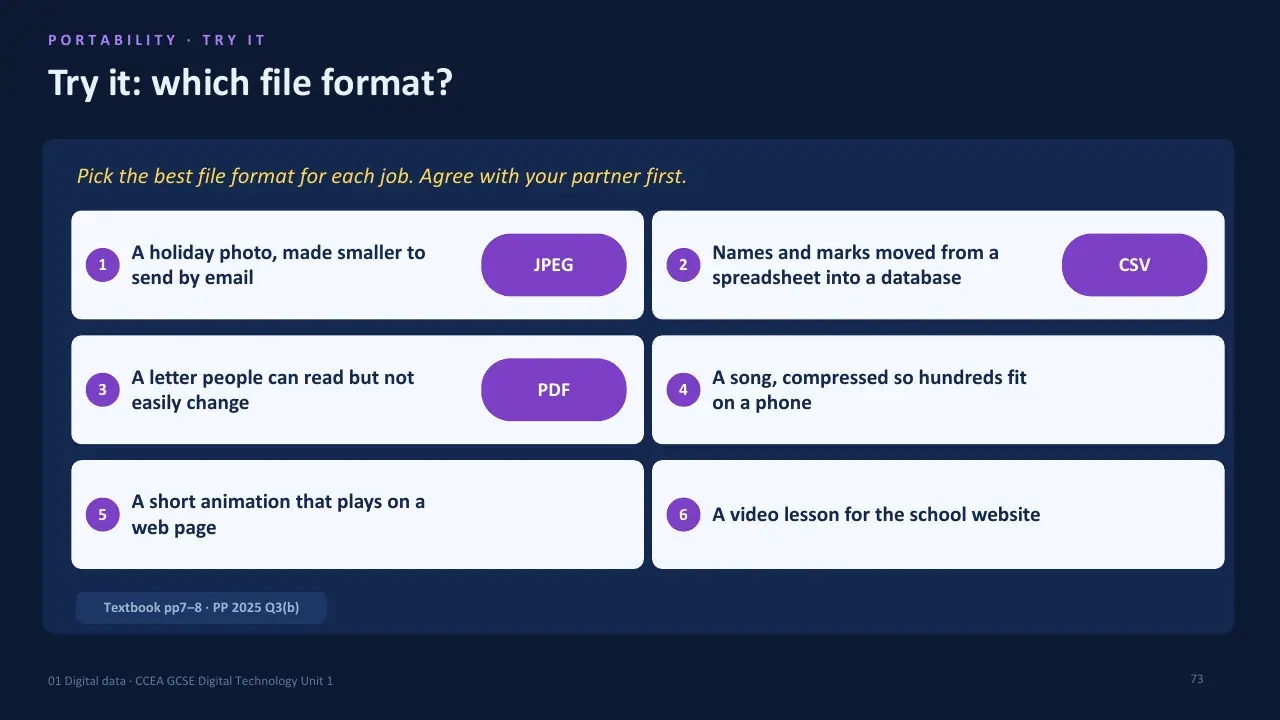 PORTABILITY · TRY IT
Try it: which file format?
Pick the best file format for each job. Agree with your partner first.
1
A holiday photo, made smaller to
send by email
JPEG
2
Names and marks moved from a
spreadsheet into a database
CSV
3
A letter people can read but not
easily change
PDF
4
A song, compressed so hundreds fit
on a phone
5
A short animation that plays on a
web page
6
A video lesson for the school website
Textbook pp7–8 · PP 2025 Q3(b)
01 Digital data · CCEA GCSE Digital Technology Unit 1
73